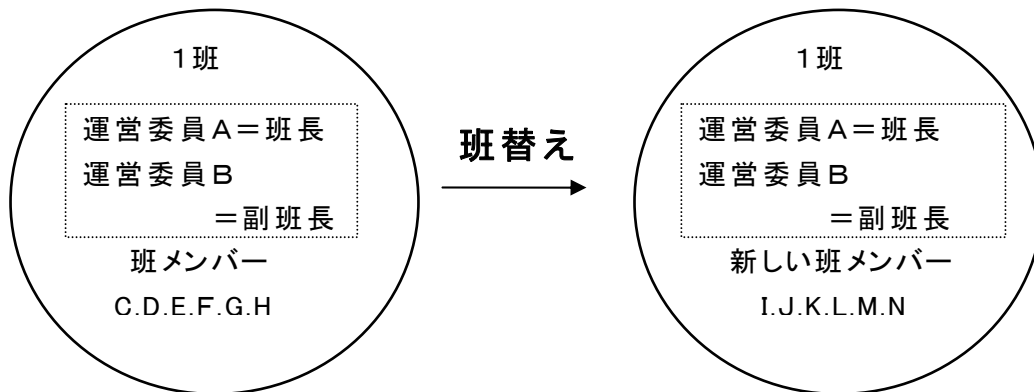 １班
運営委員Ａ＝班長
運営委員Ｂ
＝副班長
班メンバー
C.D.E.F.G.H
班替え
１班
運営委員Ａ＝班長
運営委員Ｂ
＝副班長
新しい班メンバー
I.J.K.L.M.N